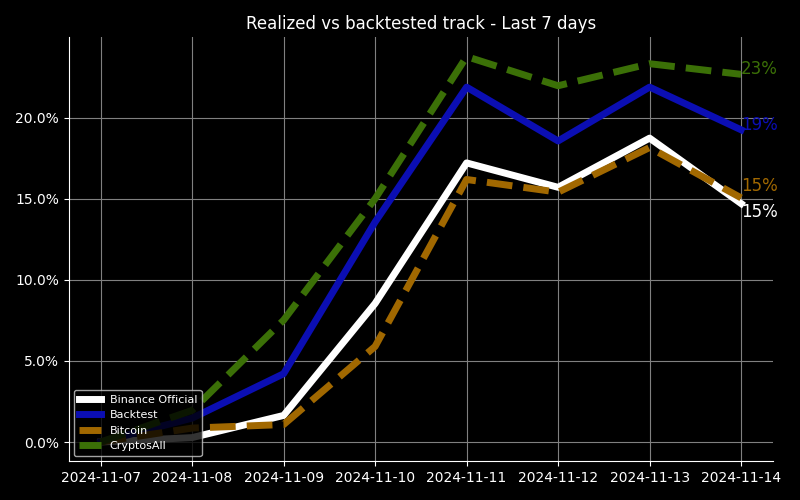 Realized vs backtested track - Last 7 days
23%
20.0%
19%
15.0%
15%
15%
10.0%
5.0%
0.0%
Binance Official
Backtest
Bitcoin
CryptosAll
2024-11-07 2024-11-08 2024-11-09 2024-11-10 2024-11-11 2024-11-12 2024-11-13 2024-11-14